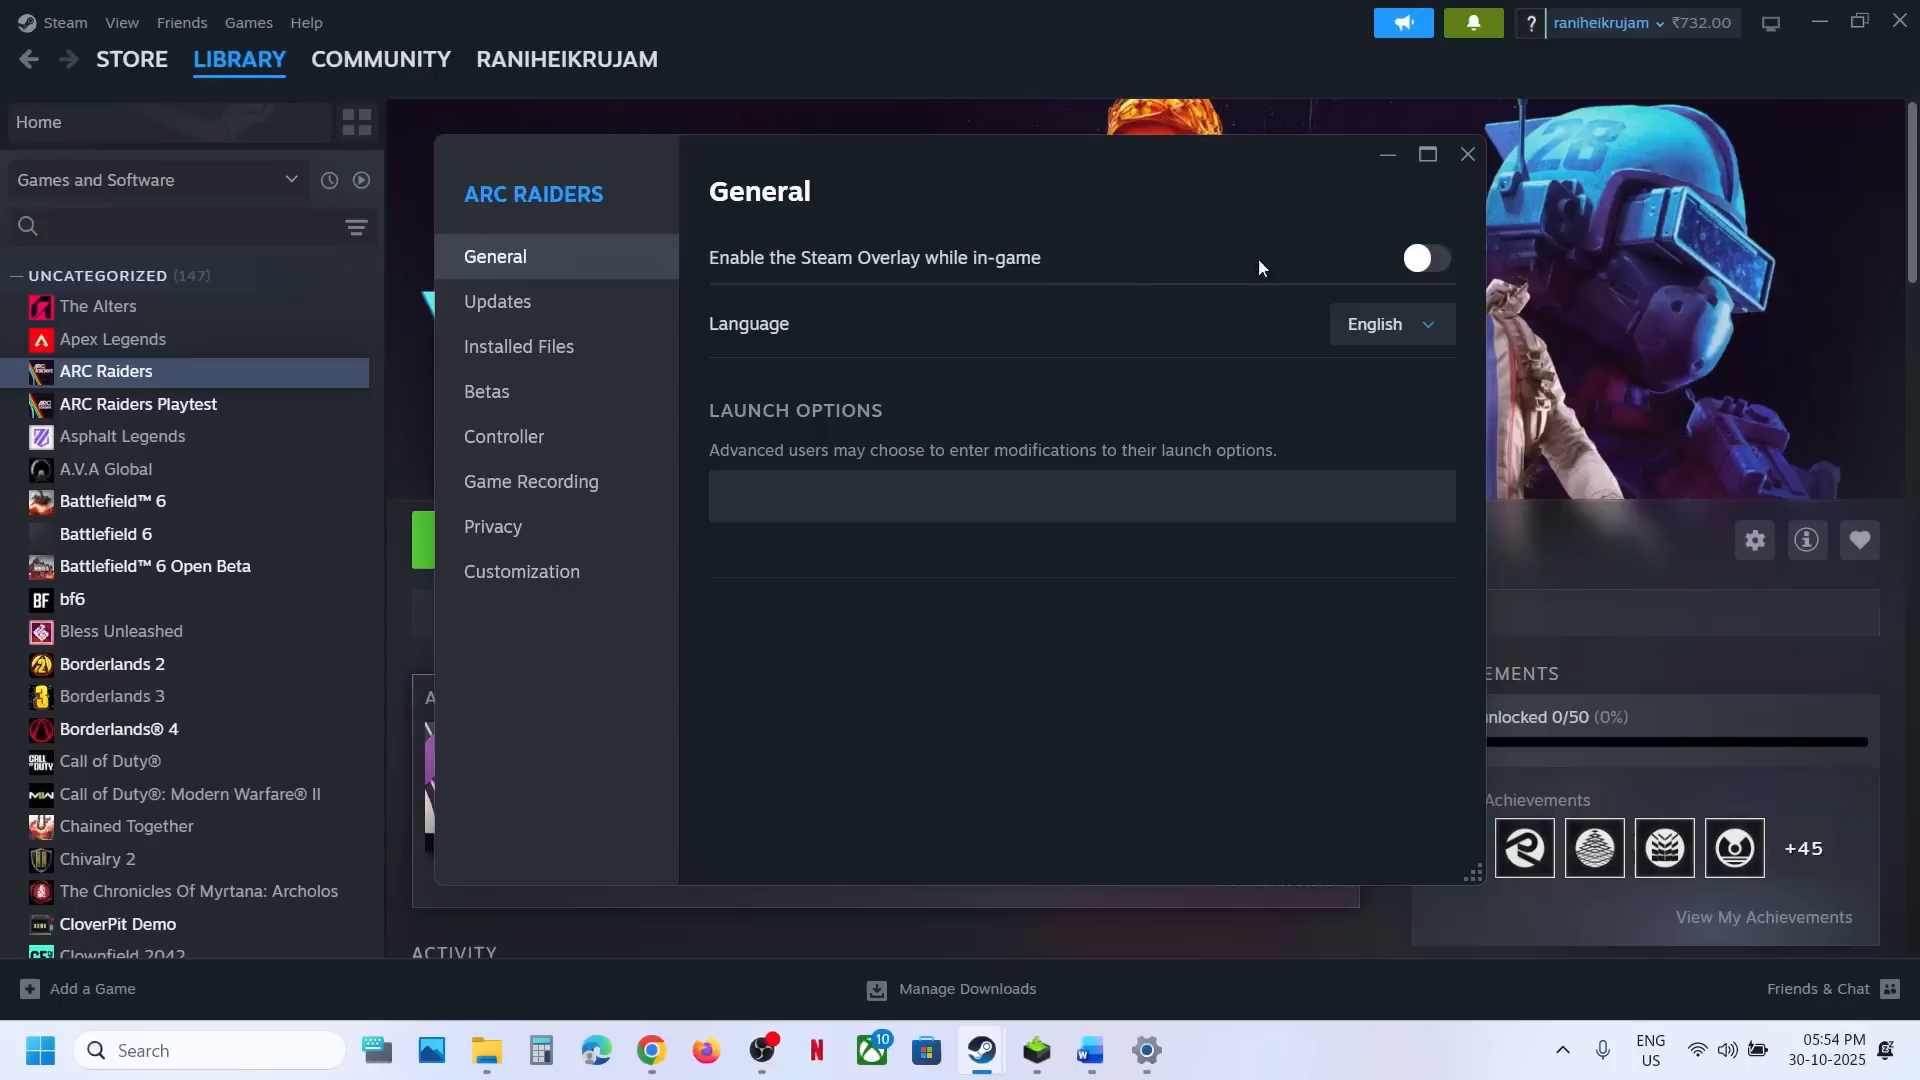 Steam View Friends Games Help
? raniheikrujam ₹732.00
STORE LIBRARY COMMUNITY RANIHEIKRUJAM
Home
Games and Software
UNCATEGORIZED (147)
The Alters
Apex Legends
ARC Raiders
ARC Raiders Playtest
Asphalt Legends
A.V.A Global
Battlefield™ 6
Battlefield 6
Battlefield™ 6 Open Beta
BF bf6
Bless Unleashed
Borderlands 2
Borderlands 3
Borderlands® 4
Call of Duty®
Call of Duty®: Modern Warfare® II
Chained Together
Chivalry 2
The Chronicles Of Myrtana: Archolos
CloverPit Demo
Clownfield 2042
ARC RAIDERS
General
Updates
Installed Files
Betas
Controller
Game Recording
Privacy
Customization
General
Enable the Steam Overlay while in-game
Language English
LAUNCH OPTIONS
Advanced users may choose to enter modifications to their launch options.
28
EMENTS
nlocked 0/50 (0%)
Achievements
+45
View My Achievements
ACTIVITY
Add a Game
Manage Downloads
Friends & Chat
Search
10
ENG
US
05:54 PM
30-10-2025